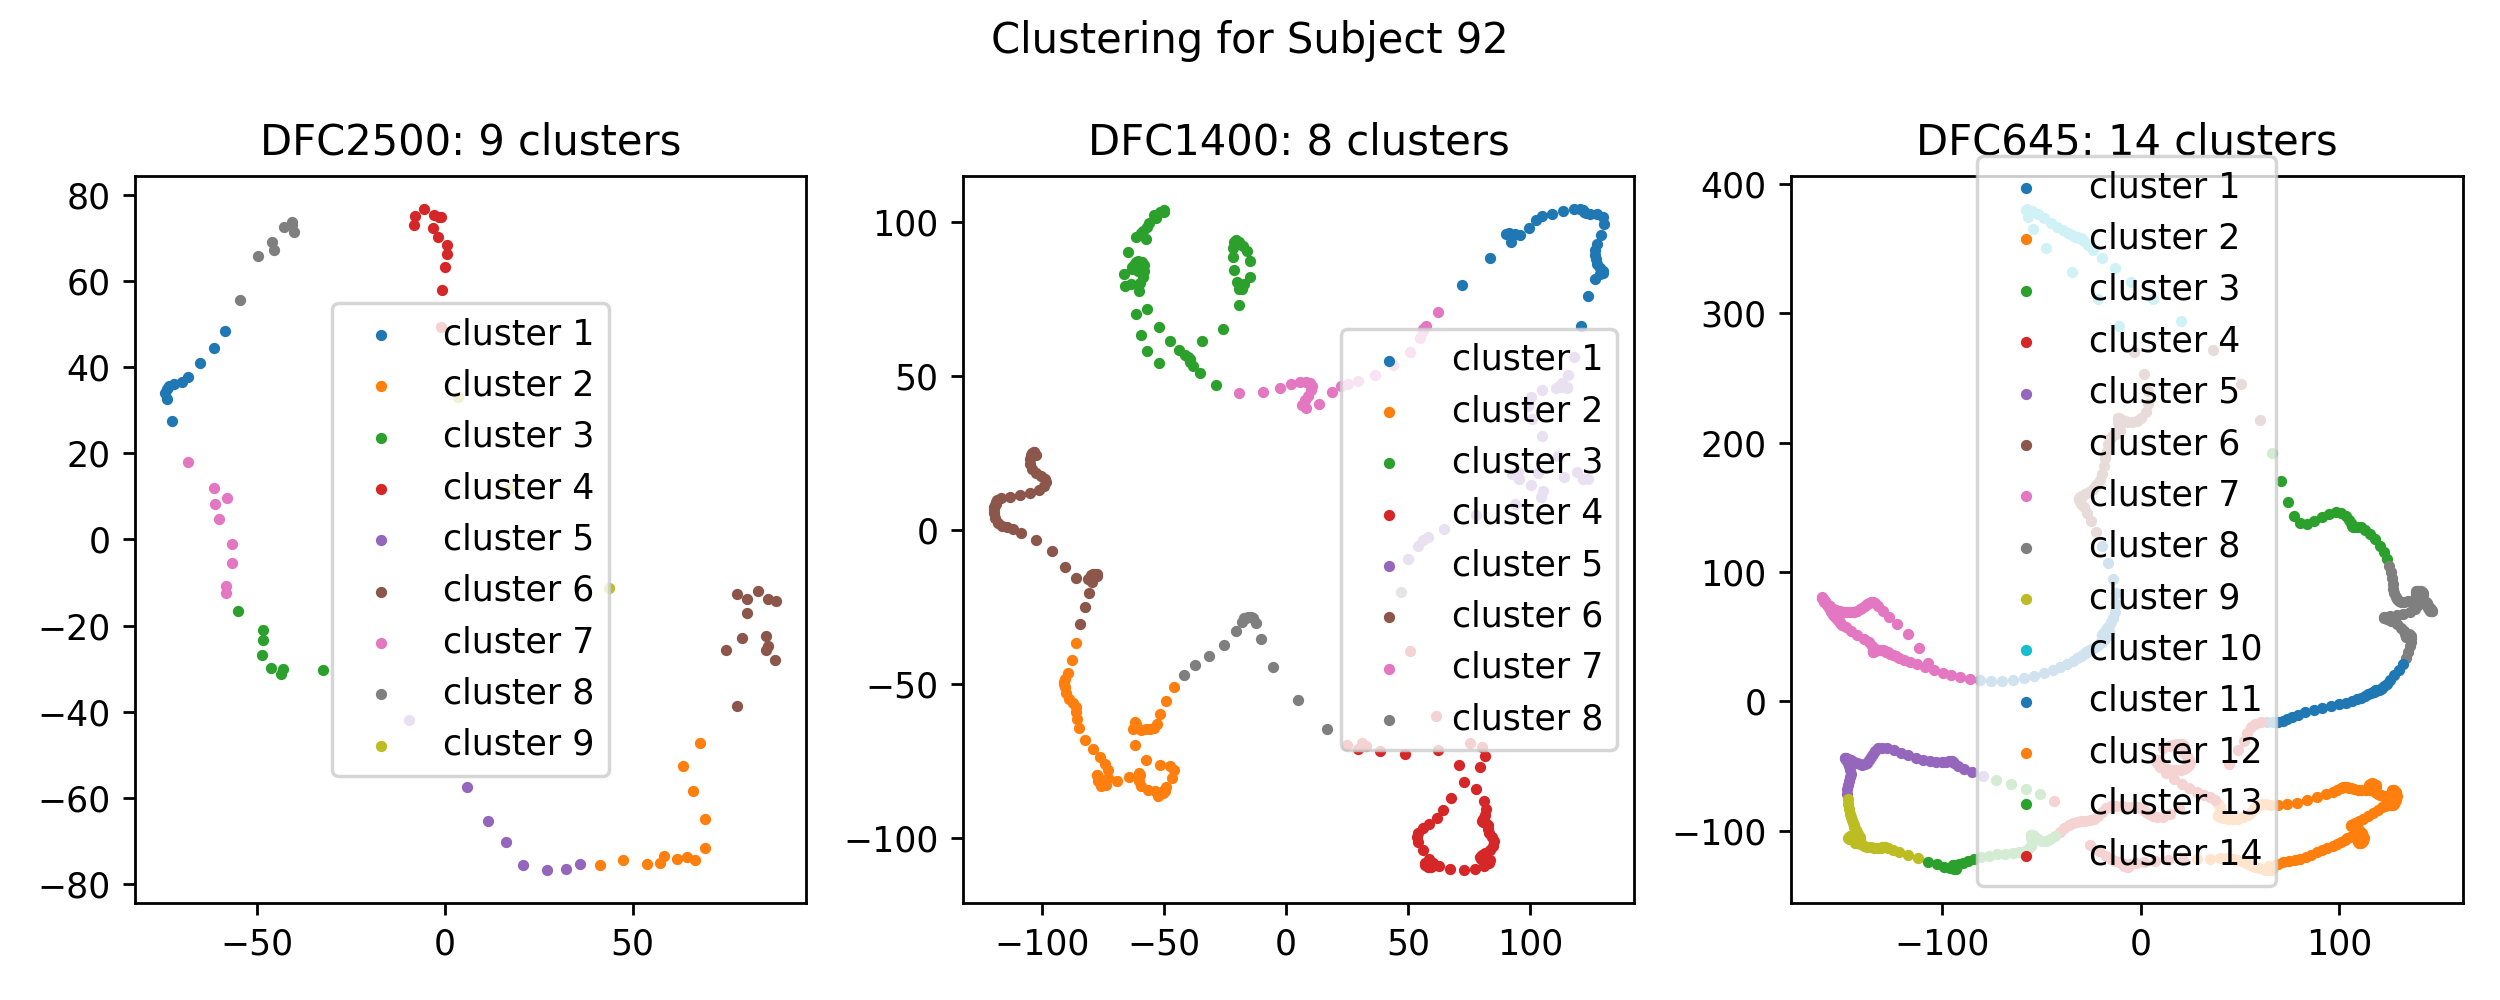 Clustering for Subject 92
DFC2500: 9 clusters
80
60
40
20
0
−20
−40
−60
−80
−50
0
50
cluster 1
cluster 2
cluster 3
cluster 4
cluster 5
cluster 6
cluster 7
cluster 8
cluster 9
DFC1400: 8 clusters
100
50
0
−50
−100
−100
−50
0
50
100
cluster 1
cluster 2
cluster 3
cluster 4
cluster 5
cluster 6
cluster 7
cluster 8
DFC645: 14 clusters
400
300
200
100
0
−100
−100
0
100
cluster 1
cluster 2
cluster 3
cluster 4
cluster 5
cluster 6
cluster 7
cluster 8
cluster 9
cluster 10
cluster 11
cluster 12
cluster 13
cluster 14